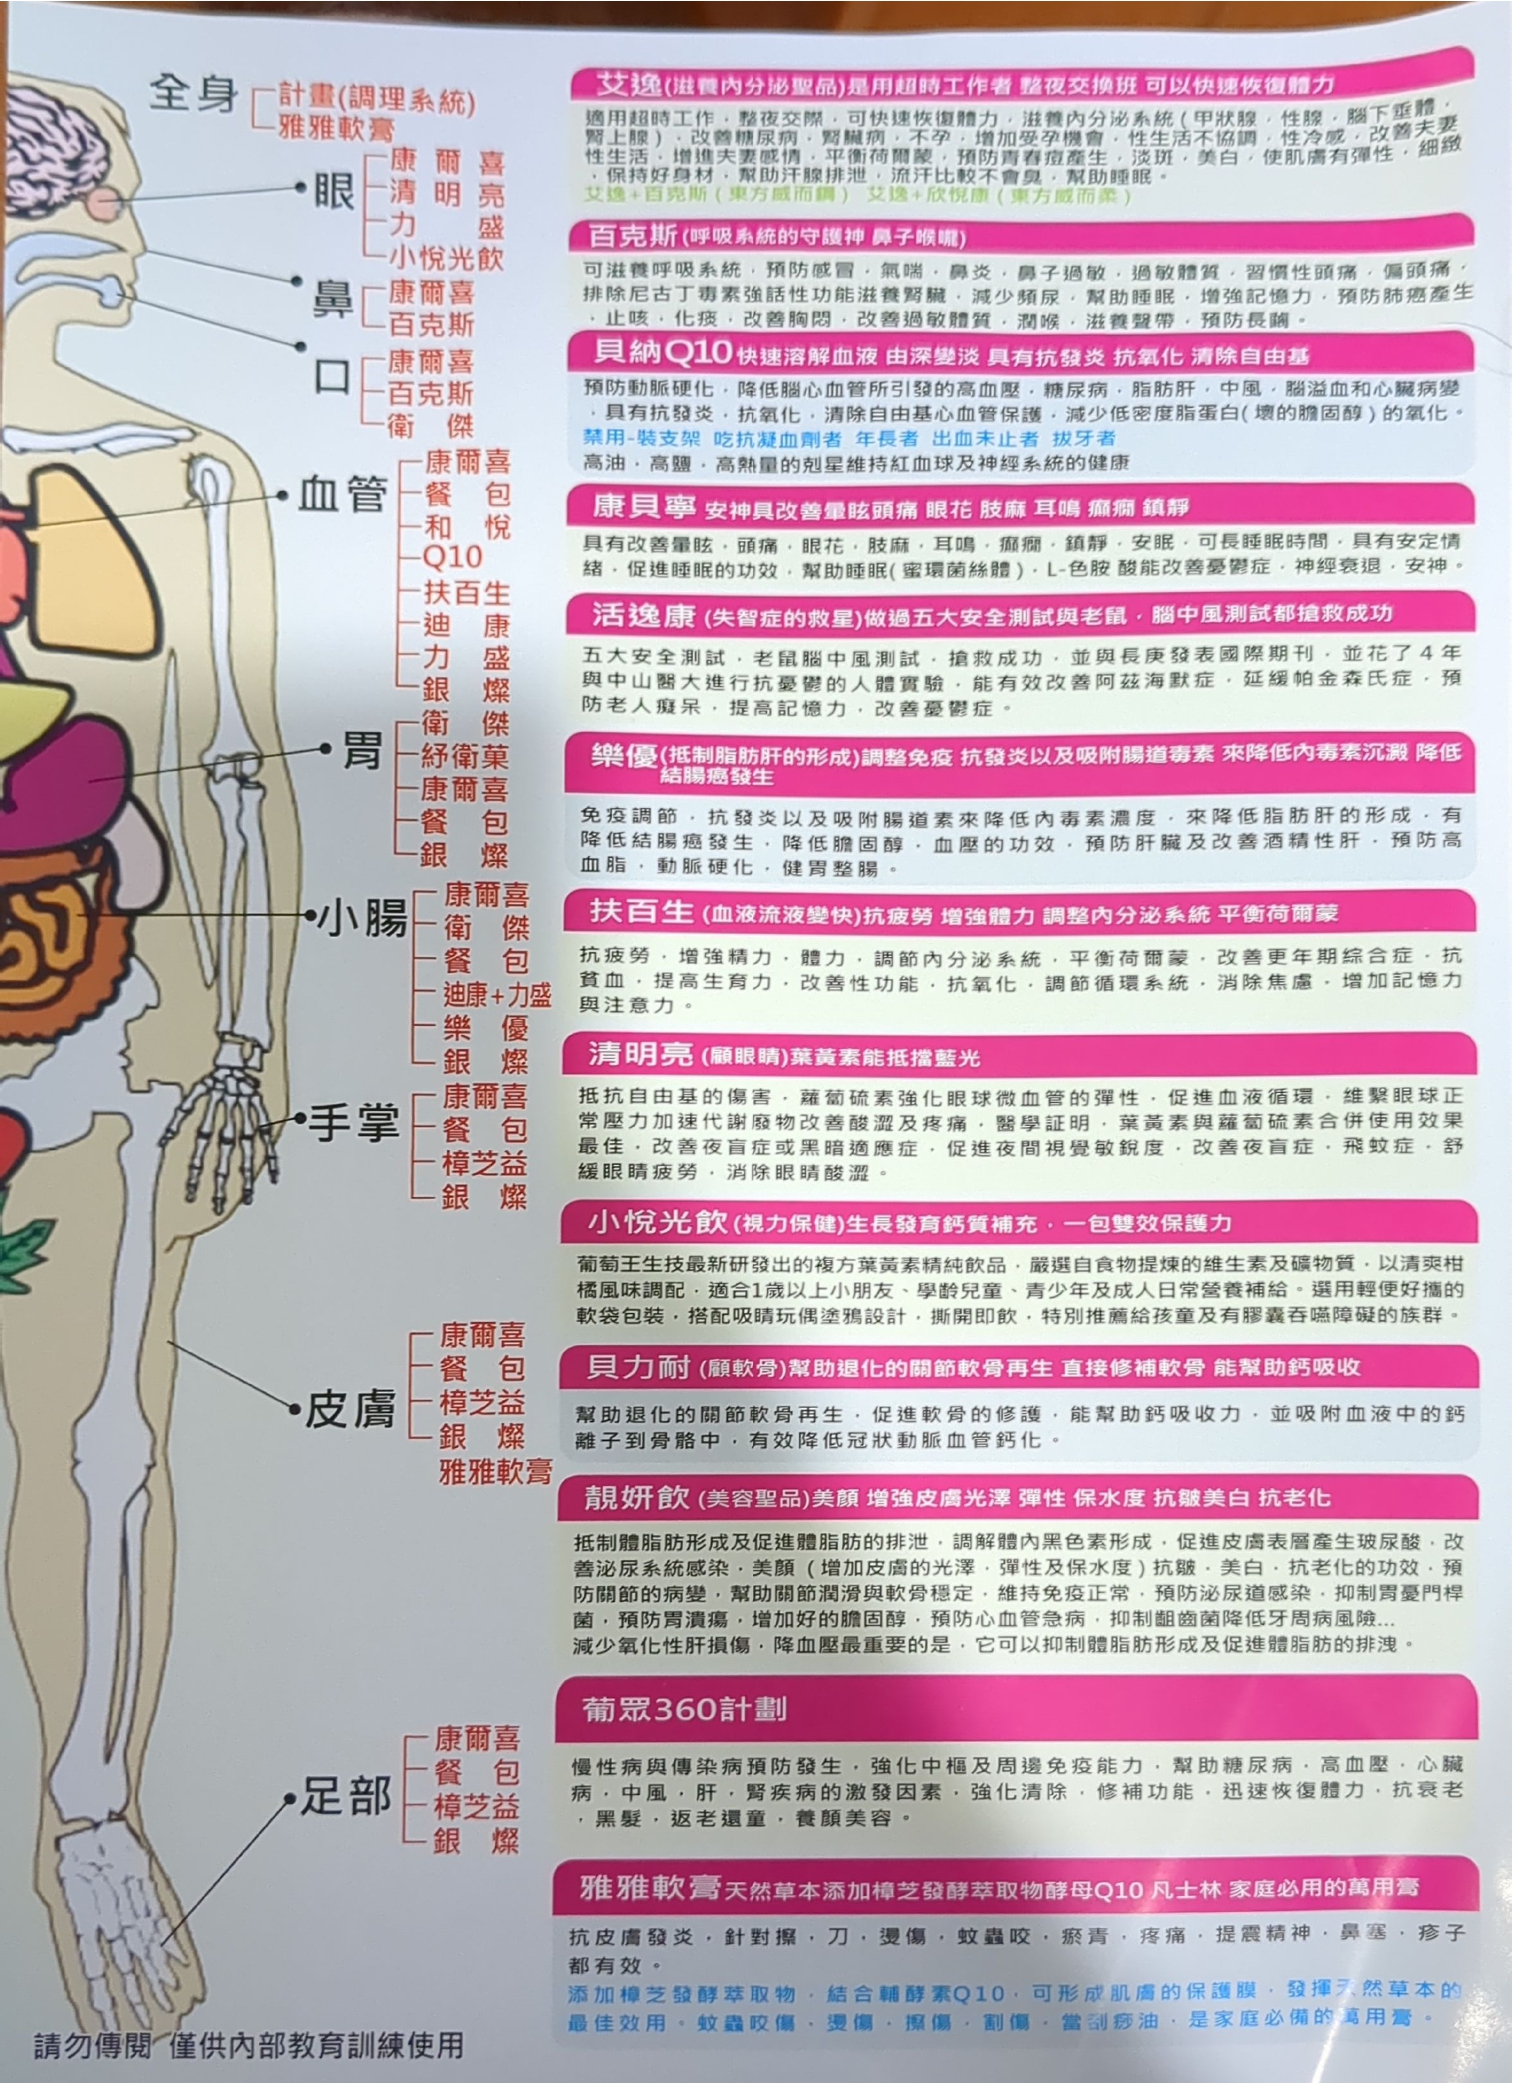 全身
計畫(調理系統)
雅雅軟膏
眼
康爾喜
清明亮
力盛
小悅光飲
鼻
康爾喜
百克斯
口
康爾喜
百克斯
衛傑
血管
康爾喜
餐包
和悅
Q10
扶百生
迪康
力盛
銀燦
胃
衛傑
紓衛菓
康爾喜
餐包
銀燦
小腸
康爾喜
衛傑
餐包
迪康+力盛
樂優
銀燦
手掌
康爾喜
餐包
樟芝益
銀燦
皮膚
康爾喜
餐包
樟芝益
銀燦
雅雅軟膏
足部
康爾喜
餐包
樟芝益
銀燦
請勿傳閱 僅供內部教育訓練使用
艾逸(滋養內分泌聖品)是用超時工作者 整夜交換班 可以快速恢復體力
適用超時工作．整夜交際．可快速恢復體力．滋養內分泌系統(甲狀腺．性腺．腦下垂體．
腎上腺)．改善糖尿病．腎臟病．不孕．增加受孕機會．性生活不協調．性冷感．改善夫妻
性生活．增進夫妻感情．平衡荷爾蒙．預防青春痘產生．淡斑．美白．使肌膚有彈性．細緻
．保持好身材．幫助汗腺排泄．流汗比較不會臭．幫助睡眠。
艾逸+百克斯(東方威而鋼) 艾逸+欣悅康(東方威而柔)
百克斯(呼吸系統的守護神 鼻子喉嚨)
可滋養呼吸系統．預防感冒．氣喘．鼻炎．鼻子過敏．過敏體質．習慣性頭痛．偏頭痛．
排除尼古丁毒素強話性功能滋養腎臟．減少頻尿．幫助睡眠．增強記憶力．預防肺癌產生
．止咳．化痰．改善胸悶．改善過敏體質．潤喉．滋養聲帶．預防長繭。
貝納Q10 快速溶解血液 由深變淡 具有抗發炎 抗氧化 清除自由基
預防動脈硬化．降低腦心血管所引發的高血壓．糖尿病．脂肪肝．中風．腦溢血和心臟病變
．具有抗發炎．抗氧化．清除自由基心血管保護．減少低密度脂蛋白(壞的膽固醇)的氧化。
禁用-裝支架 吃抗凝血劑者 年長者 出血未止者 拔牙者
高油．高鹽．高熱量的剋星維持紅血球及神經系統的健康
康貝寧 安神具改善暈眩頭痛 眼花 肢麻 耳鳴 癲癇 鎮靜
具有改善暈眩．頭痛．眼花．肢麻．耳鳴．癲癇．鎮靜．安眠．可長睡眠時間．具有安定情
緒．促進睡眠的功效．幫助睡眠(蜜環菌絲體)．L-色胺 酸能改善憂鬱症．神經衰退．安神。
活逸康 (失智症的救星)做過五大安全測試與老鼠．腦中風測試都搶救成功
五大安全測試．老鼠腦中風測試．搶救成功．並與長庚發表國際期刊．並花了4年
與中山醫大進行抗憂鬱的人體實驗．能有效改善阿茲海默症．延緩帕金森氏症．預
防老人癡呆．提高記憶力．改善憂鬱症。
樂優(抵制脂肪肝的形成)調整免疫 抗發炎以及吸附腸道毒素 來降低內毒素沉澱 降低
結腸癌發生
免疫調節．抗發炎以及吸附腸道素來降低內毒素濃度．來降低脂肪肝的形成．有
降低結腸癌發生．降低膽固醇．血壓的功效．預防肝臟及改善酒精性肝．預防高
血脂．動脈硬化．健胃整腸。
扶百生 (血液流液變快)抗疲勞 增強體力 調整內分泌系統 平衡荷爾蒙
抗疲勞．增強精力．體力．調節內分泌系統．平衡荷爾蒙．改善更年期綜合症．抗
貧血．提高生育力．改善性功能．抗氧化．調節循環系統．消除焦慮．增加記憶力
與注意力。
清明亮 (顧眼睛)葉黃素能抵擋藍光
抵抗自由基的傷害．蘿蔔硫素強化眼球微血管的彈性．促進血液循環．維繫眼球正
常壓力加速代謝廢物改善酸澀及疼痛．醫學証明．葉黃素與蘿蔔硫素合併使用效果
最佳．改善夜盲症或黑暗適應症．促進夜間視覺敏銳度．改善夜盲症．飛蚊症．舒
緩眼睛疲勞．消除眼睛酸澀。
小悅光飲 (視力保健)生長發育鈣質補充．一包雙效保護力
葡萄王生技最新研發出的複方葉黃素精純飲品．嚴選自食物提煉的維生素及礦物質．以清爽柑
橘風味調配．適合1歲以上小朋友、學齡兒童、青少年及成人日常營養補給。選用輕便好攜的
軟袋包裝．搭配吸睛玩偶塗鴉設計．撕開即飲．特別推薦給孩童及有膠囊吞嚥障礙的族群。
貝力耐 (顧軟骨)幫助退化的關節軟骨再生 直接修補軟骨 能幫助鈣吸收
幫助退化的關節軟骨再生．促進軟骨的修護．能幫助鈣吸收力．並吸附血液中的鈣
離子到骨骼中．有效降低冠狀動脈血管鈣化。
靚妍飲 (美容聖品)美顏 增強皮膚光澤 彈性 保水度 抗皺美白 抗老化
抵制體脂肪形成及促進體脂肪的排泄．調解體內黑色素形成．促進皮膚表層產生玻尿酸．改
善泌尿系統感染．美顏(增加皮膚的光澤．彈性及保水度)抗皺．美白．抗老化的功效．預
防關節的病變．幫助關節潤滑與軟骨穩定．維持免疫正常．預防泌尿道感染．抑制胃憂門桿
菌．預防胃潰瘍．增加好的膽固醇．預防心血管急病．抑制齟齒菌降低牙周病風險...
減少氧化性肝損傷．降血壓最重要的是．它可以抑制體脂肪形成及促進體脂肪的排洩。
葡眾360計劃
慢性病與傳染病預防發生．強化中樞及周邊免疫能力．幫助糖尿病．高血壓．心臟
病．中風．肝．腎疾病的激發因素．強化清除．修補功能．迅速恢復體力．抗衰老
．黑髮．返老還童．養顏美容。
雅雅軟膏 天然草本添加樟芝發酵萃取物酵母Q10 凡士林 家庭必用的萬用膏
抗皮膚發炎．針對擦．刀．燙傷．蚊蟲咬．瘀青．疼痛．提震精神．鼻塞．疹子
都有效。
添加樟芝發酵萃取物．結合輔酵素Q10．可形成肌膚的保護膜．發揮天然草本的
最佳效用。蚊蟲咬傷．燙傷．擦傷．割傷．當刮痧油．是家庭必備的萬用膏。